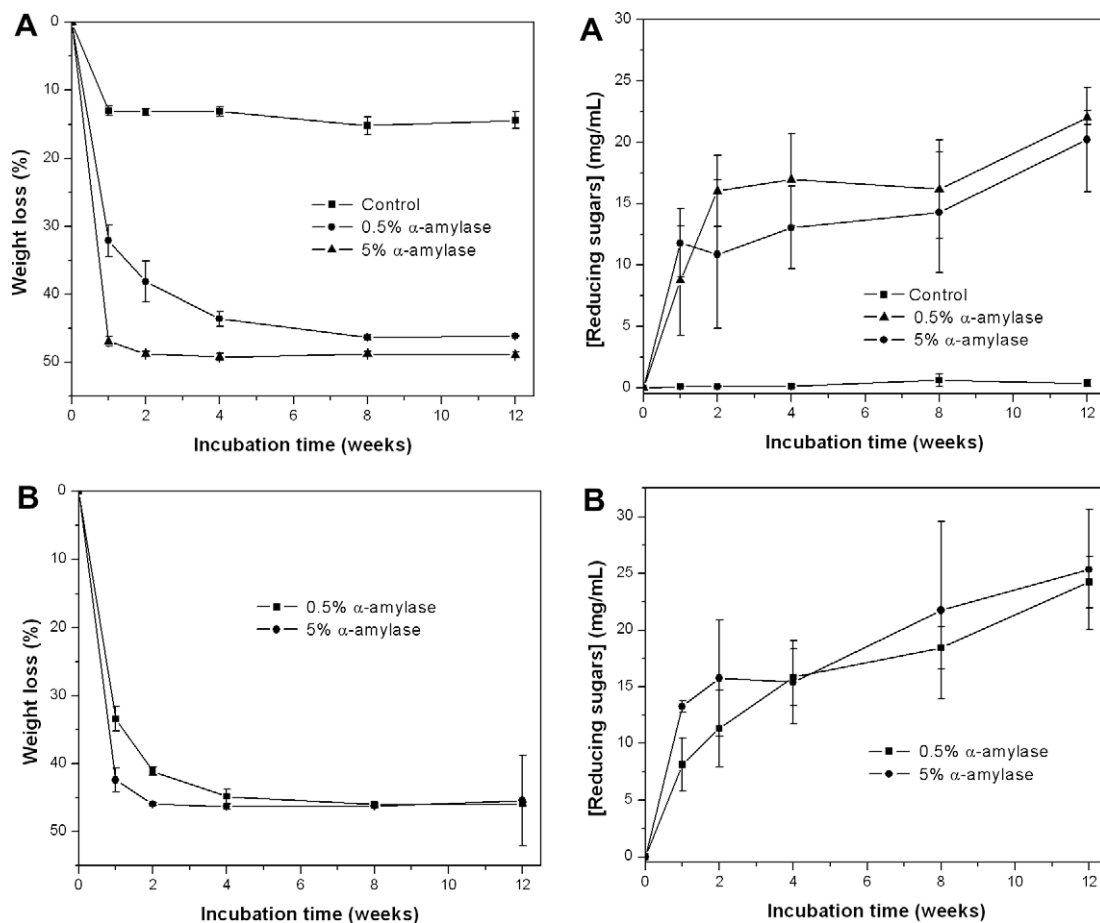 A
0
10
20
30
40
50
Weight loss (%)
Control
0.5% α-amylase
5% α-amylase
0 2 4 6 8 10 12
Incubation time (weeks)
A
30
25
20
15
10
5
0
[Reducing sugars] (mg/mL)
Control
0.5% α-amylase
5% α-amylase
0 2 4 6 8 10 12
Incubation time (weeks)
B
0
10
20
30
40
50
Weight loss (%)
0.5% α-amylase
5% α-amylase
0 2 4 6 8 10 12
Incubation time (weeks)
B
30
25
20
15
10
5
0
[Reducing sugars] (mg/mL)
0.5% α-amylase
5% α-amylase
0 2 4 6 8 10 12
Incubation time (weeks)